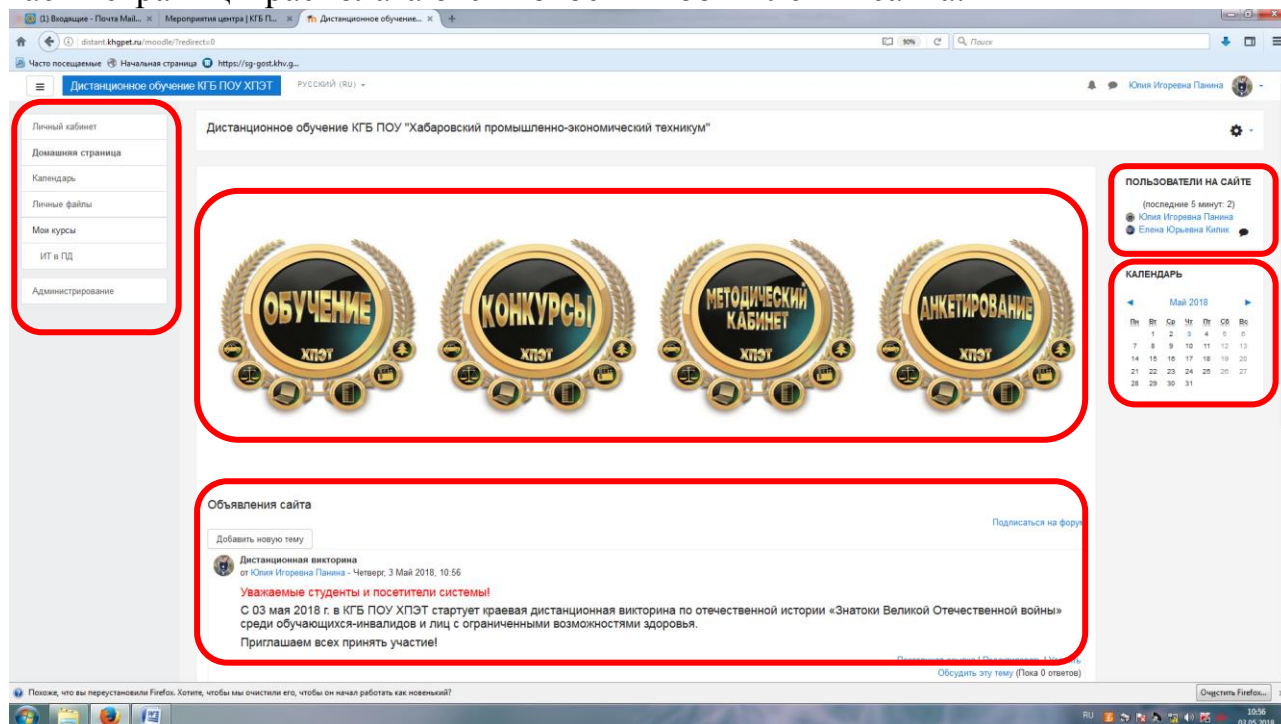 (1) Входящие - Почта Mail... × Мероприятия центра | КГБ П... × Дистанционное обучение... × +
distant.khgpet.ru/moodle/?redirect=0 90% Поиск
Часто посещаемые Начальная страница https://sg-gost.khv.g...
Дистанционное обучение КГБ ПОУ ХПЭТ РУССКИЙ (RU) Юлия Игоревна Панина
Личный кабинет
Домашняя страница
Календарь
Личные файлы
Мои курсы
ИТ в ПД
Администрирование
Дистанционное обучение КГБ ПОУ "Хабаровский промышленно-экономический техникум"
ОБУЧЕНИЕ
ХПЭТ
КОНКУРСЫ
ХПЭТ
МЕТОДИЧЕСКИЙ
КАБИНЕТ
ХПЭТ
АНКЕТИРОВАНИЕ
ХПЭТ
Объявления сайта
Подписаться на форум
Добавить новую тему
Дистанционная викторина
от Юлия Игоревна Панина - Четверг, 3 Май 2018, 10:56
Уважаемые студенты и посетители системы!
С 03 мая 2018 г. в КГБ ПОУ ХПЭТ стартует краевая дистанционная викторина по отечественной истории «Знатоки Великой Отечественной войны»
среди обучающихся-инвалидов и лиц с ограниченными возможностями здоровья.
Приглашаем всех принять участие!
Обсудить эту тему (Пока 0 ответов)
ПОЛЬЗОВАТЕЛИ НА САЙТЕ
(последние 5 минут: 2)
Юлия Игоревна Панина
Елена Юрьевна Килик
КАЛЕНДАРЬ
◄ Май 2018 ►
Пн Вт Ср Чт Пт Сб Вс
1 2 3 4 5 6
7 8 9 10 11 12 13
14 15 16 17 18 19 20
21 22 23 24 25 26 27
28 29 30 31
Похоже, что вы переустановили Firefox. Хотите, чтобы мы очистили его, чтобы он начал работать как новенький? Очистить Firefox...
RU 10:56
03.05.2018